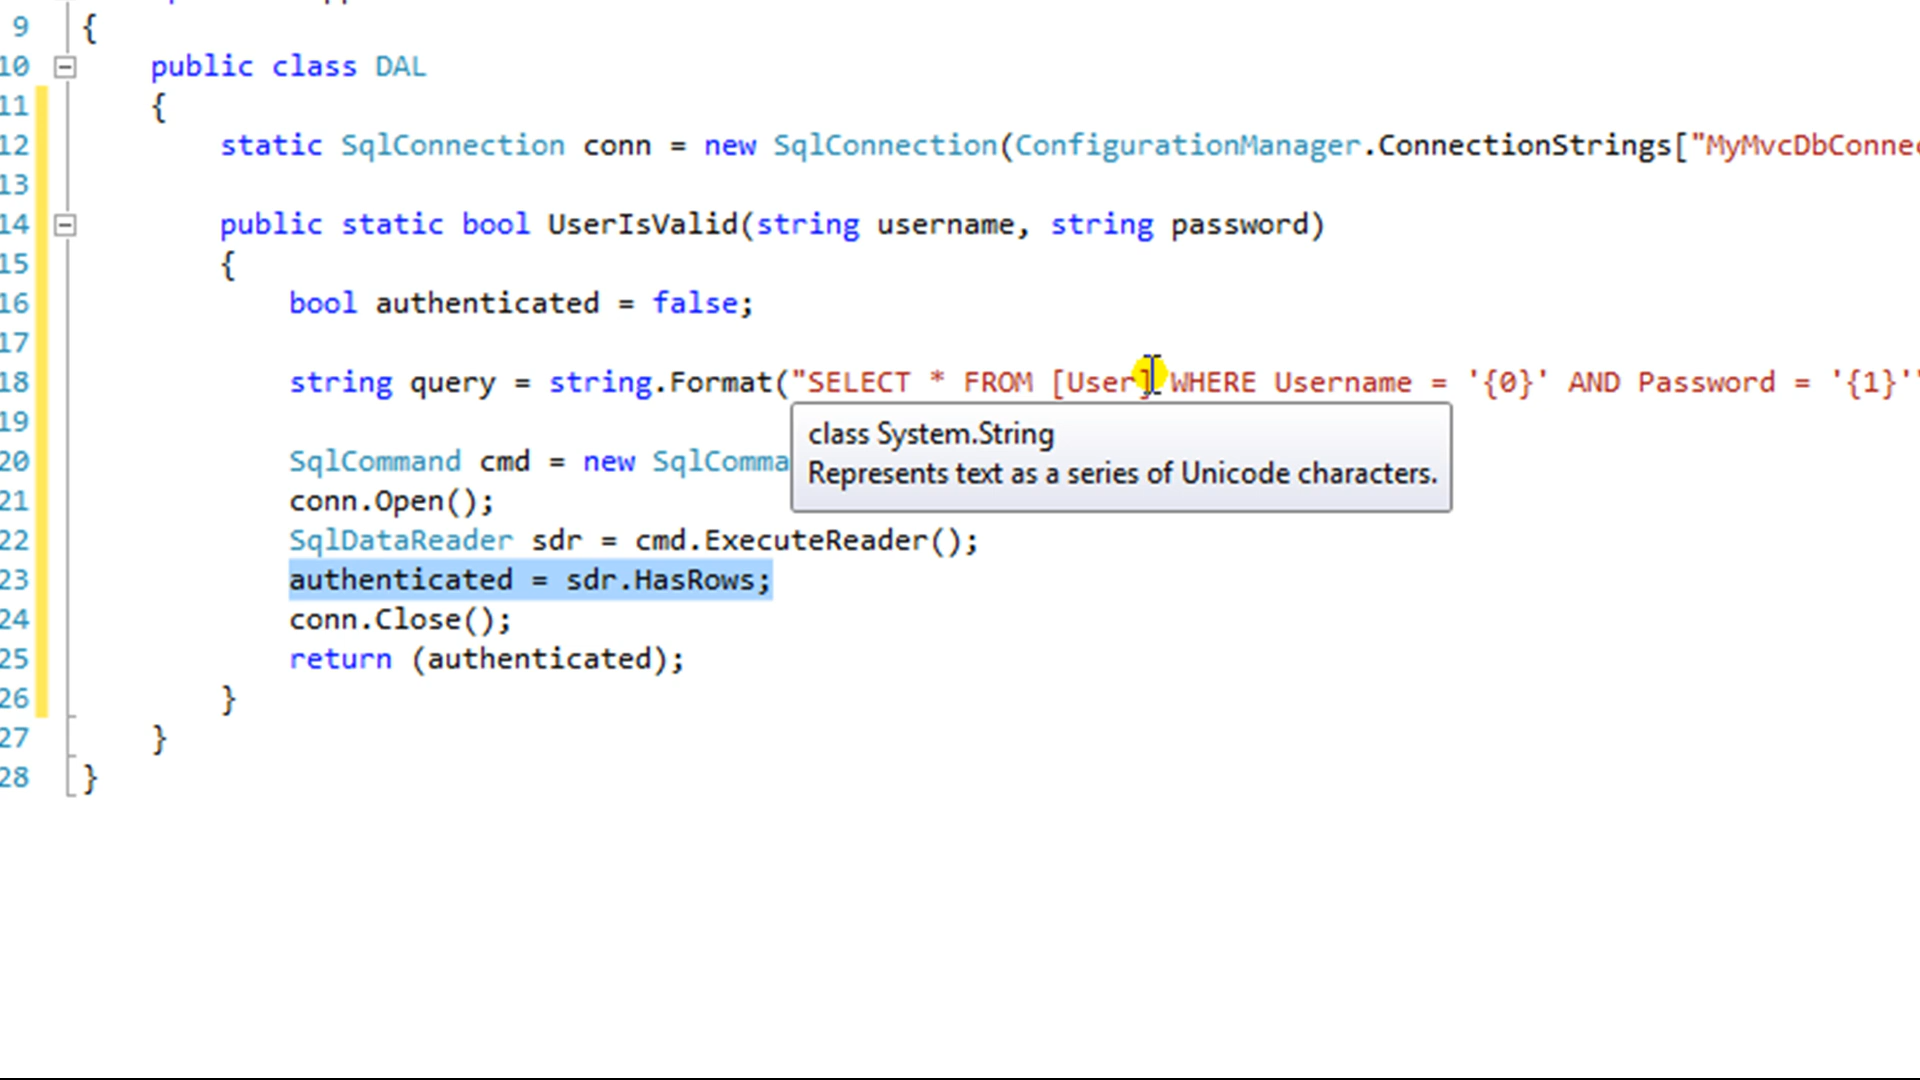 9 {
10 public class DAL
11 {
12 static SqlConnection conn = new SqlConnection(ConfigurationManager.ConnectionStrings["MyMvcDbConnec
13
14 public static bool UserIsValid(string username, string password)
15 {
16 bool authenticated = false;
17
18 string query = string.Format("SELECT * FROM [User] WHERE Username = '{0}' AND Password = '{1}'"
19
class System.String
20 SqlCommand cmd = new SqlComma
Represents text as a series of Unicode characters.
21 conn.Open();
22 SqlDataReader sdr = cmd.ExecuteReader();
23 authenticated = sdr.HasRows;
24 conn.Close();
25 return (authenticated);
26 }
27 }
28 }